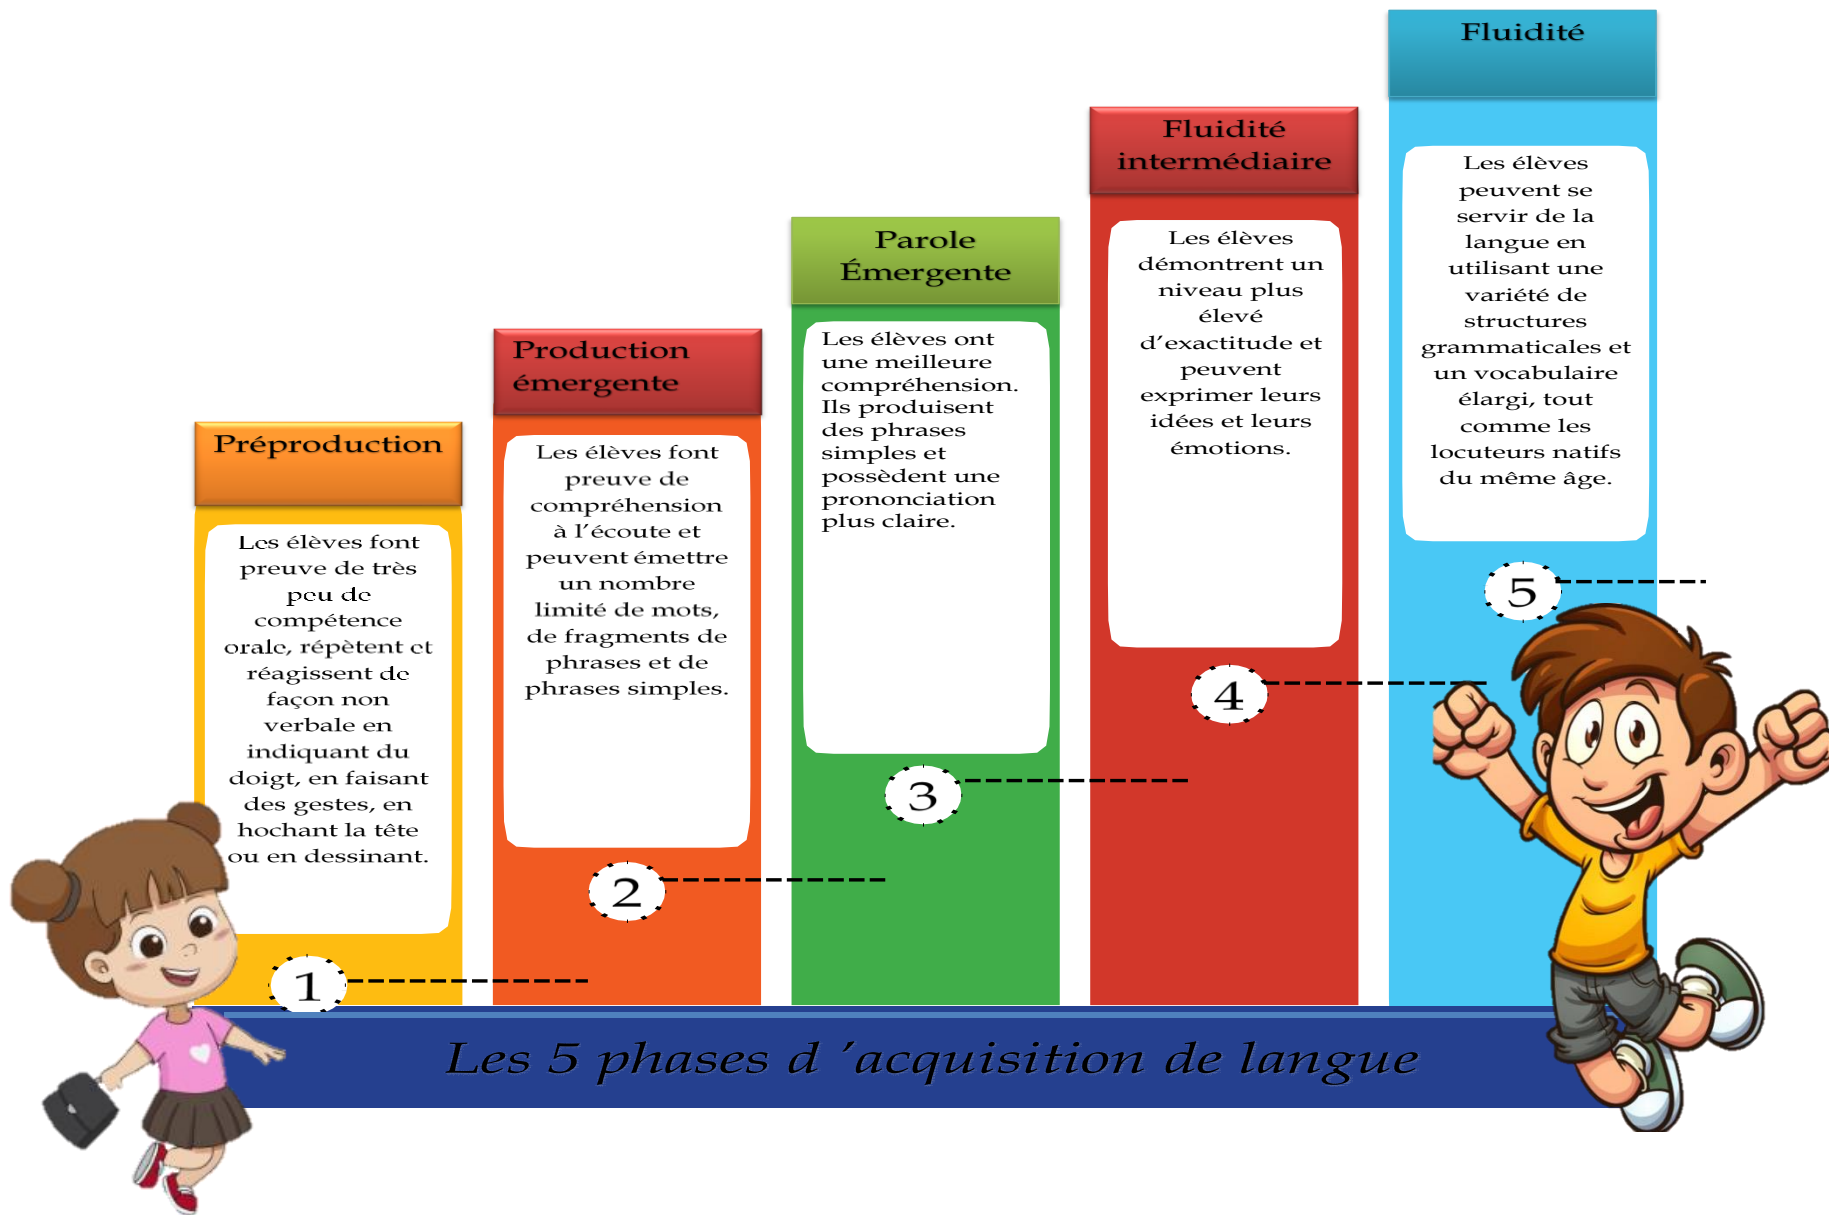 Préproduction
Les élèves font
preuve de très
peu de
compétence
orale, répètent et
réagissent de
façon non
verbale en
indiquant du
doigt, en faisant
des gestes, en
hochant la tête
ou en dessinant.
1
Production
émergente
Les élèves font
preuve de
compréhension
à l’écoute et
peuvent émettre
un nombre
limité de mots,
de fragments de
phrases et de
phrases simples.
2
Parole
Émergente
Les élèves ont
une meilleure
compréhension.
Ils produisent
des phrases
simples et
possèdent une
prononciation
plus claire.
3
Fluidité
intermédiaire
Les élèves
démontrent un
niveau plus
élevé
d’exactitude et
peuvent
exprimer leurs
idées et leurs
émotions.
4
Fluidité
Les élèves
peuvent se
servir de la
langue en
utilisant une
variété de
structures
grammaticales et
un vocabulaire
élargi, tout
comme les
locuteurs natifs
du même âge.
5
Les 5 phases d ’acquisition de langue